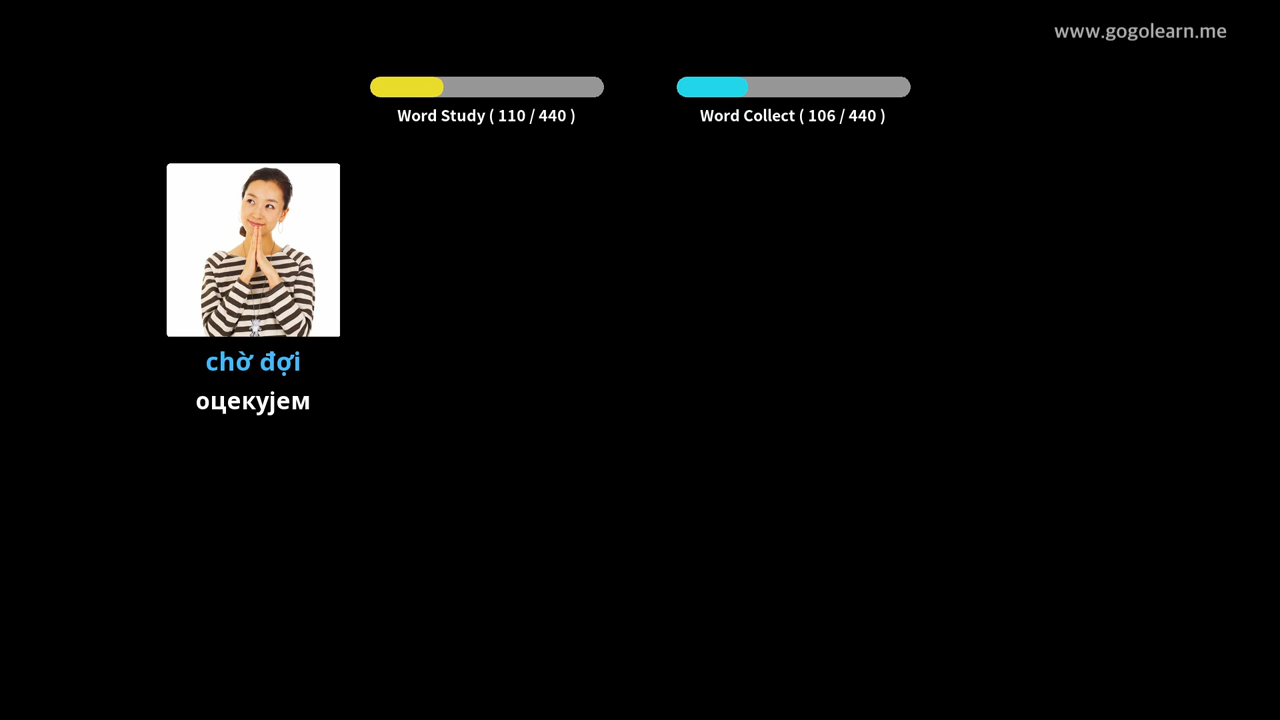 www.gogolearn.me
Word Study ( 110 / 440 )
Word Collect ( 106 / 440 )
chờ đợi
оцекујем